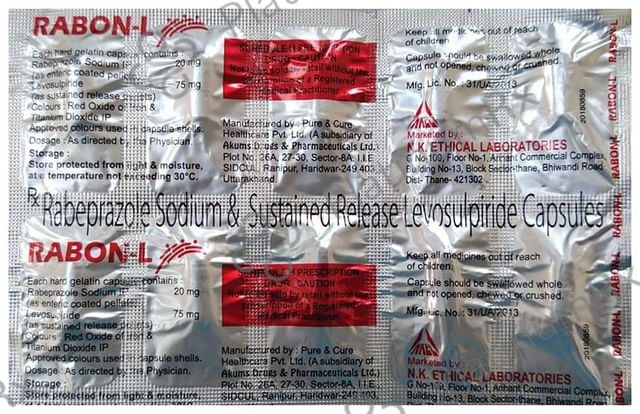 RABON-L
Each hard gelatin capsule contains :
Rabeprazole Sodium IP 20 mg
(as enteric coated pellets)
Levosulpiride 75 mg
(as sustained release pellets)
Colours : Red Oxide of Iron &
Titanium Dioxide IP
Approved colours used in capsule shells.
Dosage : As directed by the Physician.
Storage :
Store protected from light & moisture,
at a temperature not exceeding 30°C.
SCHEDULE H PRESCRIPTION
DRUG - CAUTION
Not to be sold by retail without the
prescription of a Registered
Medical Practitioner.
Manufactured by : Pure & Cure
Healthcare Pvt. Ltd. (A subsidiary of
Akums Drugs & Pharmaceuticals Ltd.)
Plot No. 26A, 27-30, Sector-8A, I.I.E.
SIDCUL, Ranipur, Haridwar-249 403,
Uttarakhand.
Keep all medicines out of reach
of children.
Capsule should be swallowed whole
and not opened, chewed or crushed.
Mfg. Lic. No. : 31/UA/2013
Marketed by :
N.K. ETHICAL LABORATORIES
G No-109, Floor No-1, Arihant Commercial Complex,
Building No-13, Block Sector-thane, Bhiwandi Road
Dist- Thane- 421302
20180859
RABON-L RABON-L RABON-L
Rx Rabeprazole Sodium & Sustained Release Levosulpiride Capsules
RABON-L
Each hard gelatin capsule contains :
Rabeprazole Sodium IP 20 mg
(as enteric coated pellets)
Levosulpiride 75 mg
(as sustained release pellets)
Colours : Red Oxide of Iron &
Titanium Dioxide IP
Approved colours used in capsule shells.
Dosage : As directed by the Physician.
Storage :
Store protected from light & moisture,
SCHEDULE H PRESCRIPTION
DRUG - CAUTION
Not to be sold by retail without the
prescription of a Registered
Medical Practitioner.
Manufactured by : Pure & Cure
Healthcare Pvt. Ltd. (A subsidiary of
Akums Drugs & Pharmaceuticals Ltd.)
Plot No. 26A, 27-30, Sector-8A, I.I.E.
SIDCUL, Ranipur, Haridwar-249 403,
Keep all medicines out of reach
of children.
Capsule should be swallowed whole
and not opened, chewed or crushed.
Mfg. Lic. No. : 31/UA/2013
Marketed by :
N.K. ETHICAL LABORATORIES
G No-109, Floor No-1, Arihant Commercial Complex,
Building No-13, Block Sector-thane, Bhiwandi Road
20180859
RABON-L RABON-L